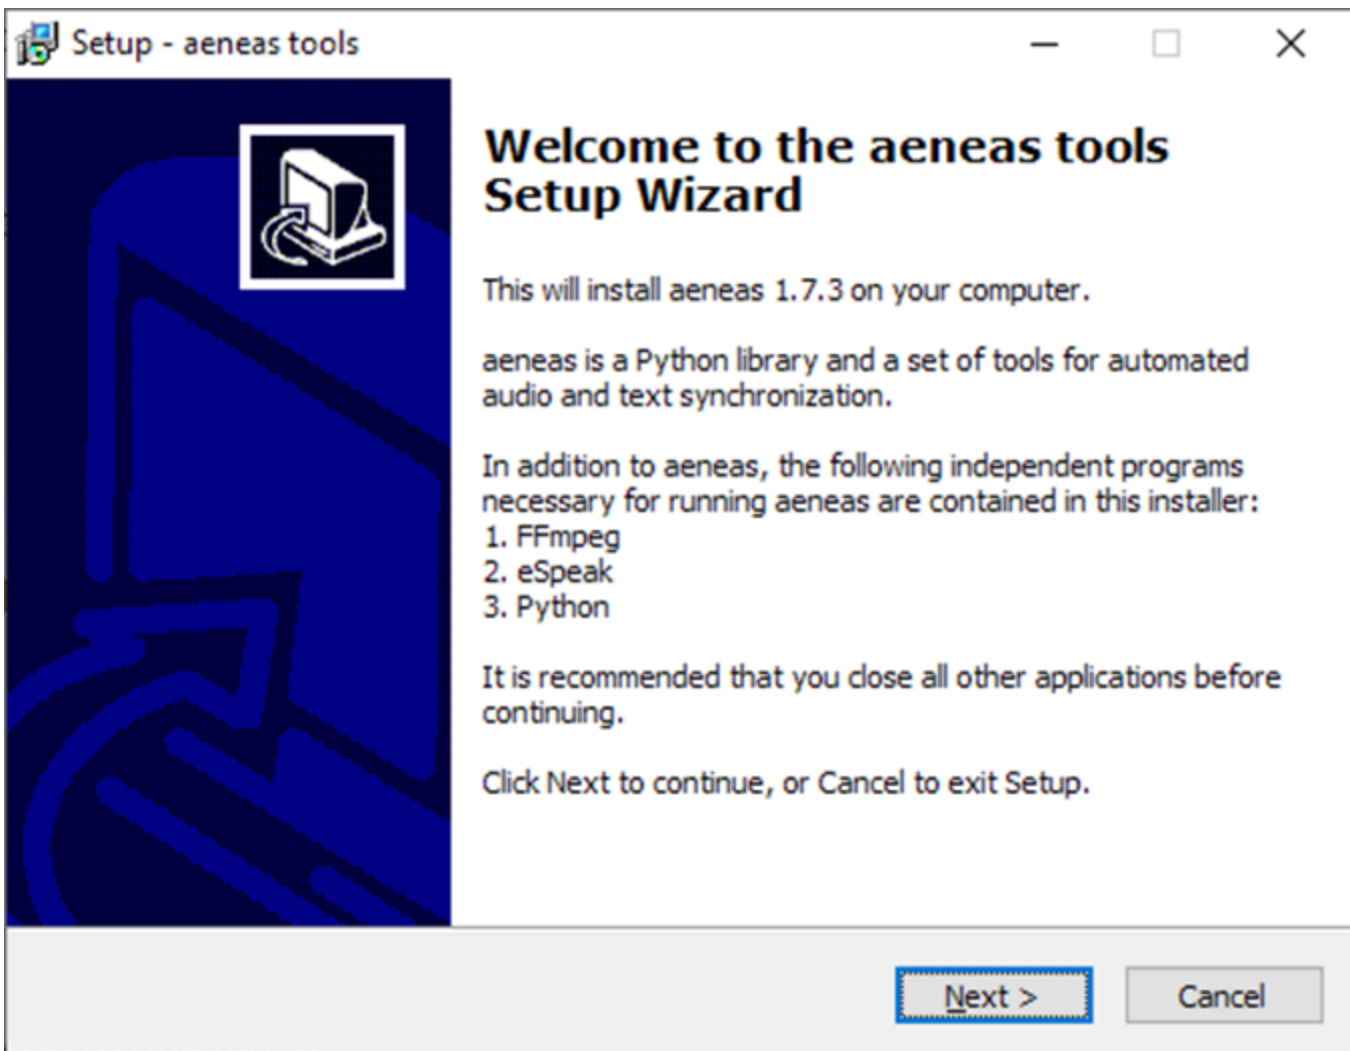 Setup - aeneas tools
Welcome to the aeneas tools
Setup Wizard
This will install aeneas 1.7.3 on your computer.
aeneas is a Python library and a set of tools for automated
audio and text synchronization.
In addition to aeneas, the following independent programs
necessary for running aeneas are contained in this installer:
1. FFmpeg
2. eSpeak
3. Python
It is recommended that you close all other applications before
continuing.
Click Next to continue, or Cancel to exit Setup.
Next >
Cancel